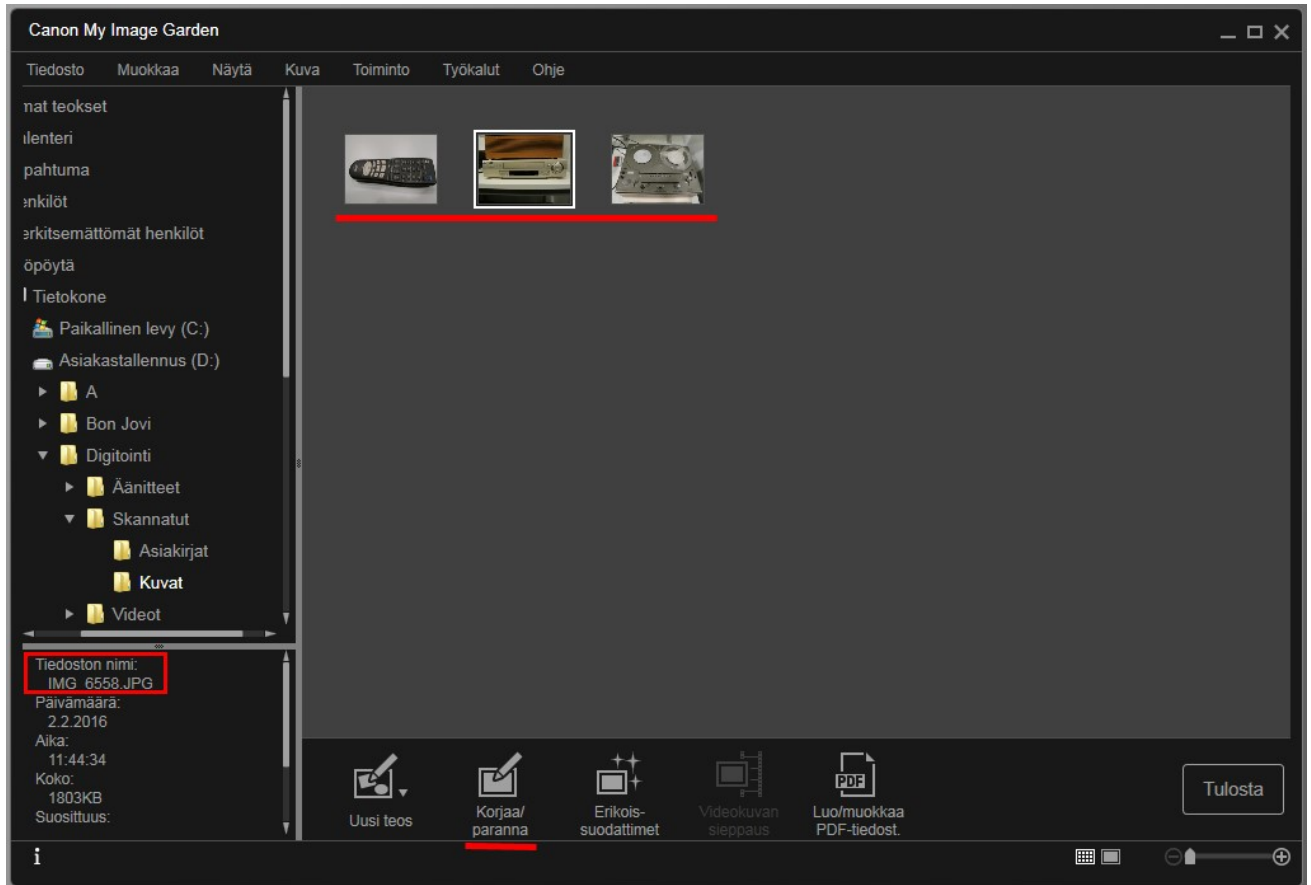 Canon My Image Garden
Tiedosto Muokkaa Näytä Kuva Toiminto Työkalut Ohje
nat teokset
ılenteri
pahtuma
enkilöt
erkitsemättömät henkilöt
öpöytä
Tietokone
Paikallinen levy (C:)
Asiakastallennus (D:)
A
Bon Jovi
Digitointi
Äänitteet
Skannatut
Asiakirjat
Kuvat
Videot
Tiedoston nimi:
IMG_6558.JPG
Päivämäärä:
2.2.2016
Aika:
11:44:34
Koko:
1803KB
Suosittuus:
Uusi teos
Korjaa/
paranna
Erikois-
suodattimet
Videokuvan
sieppaus
PDF
Luo/muokkaa
PDF-tiedost.
Tulosta
i